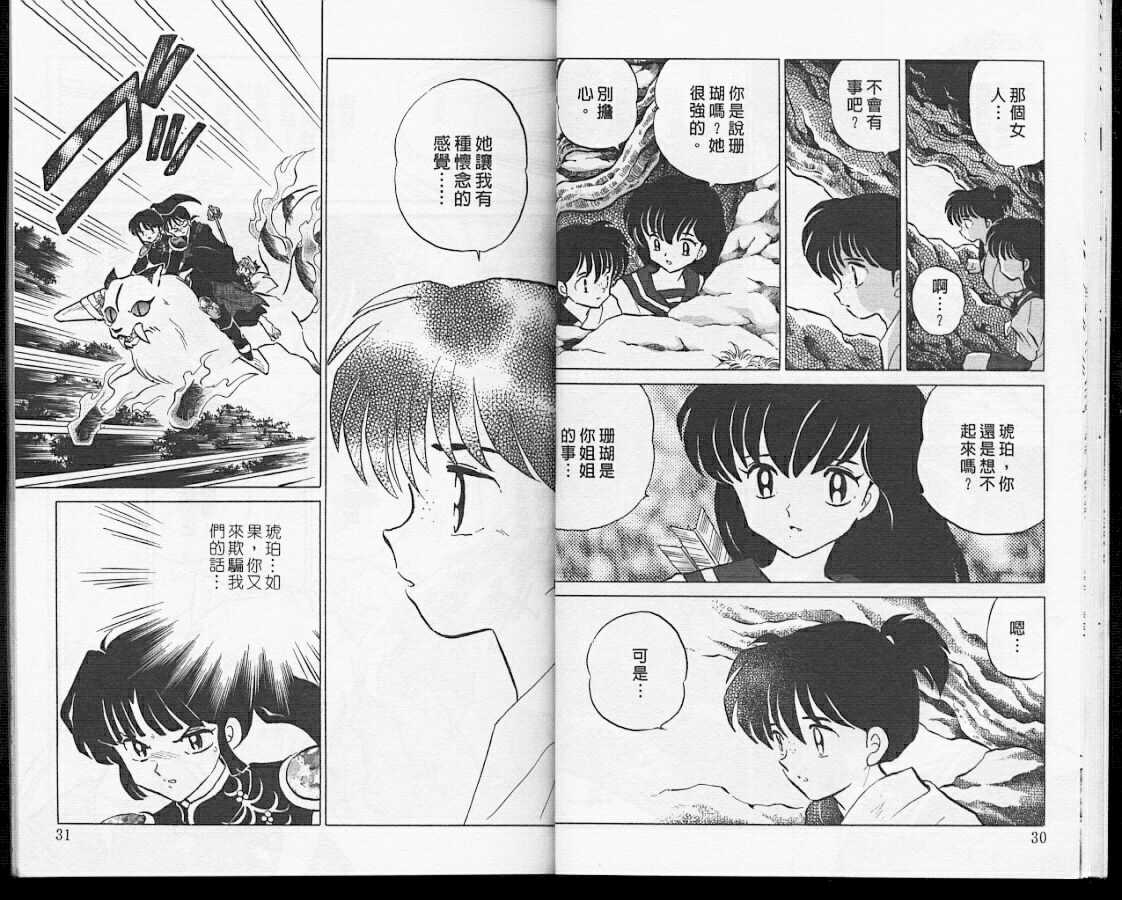 那個女
人…
啊…?
不會有
事吧?
你是說珊
瑚嗎?她
很強的。
別擔
心。
琥珀,你
還是想不
起來嗎?
珊瑚是
你姐姐
的事…
嗯…
可是…
30
她讓我有
種懷念的
感覺……
琥珀…如
果,你又
來欺騙我
們的話…
31